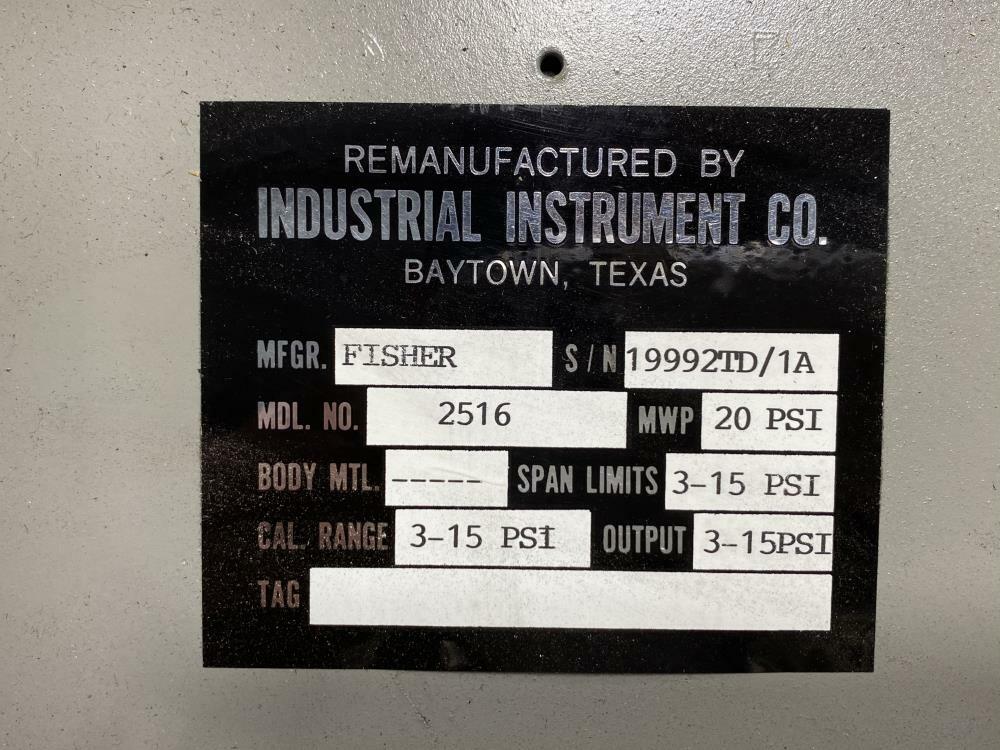 REMANUFACTURED BY
INDUSTRIAL INSTRUMENT CO.
BAYTOWN, TEXAS
MFGR. FISHER S/N 19992TD/1A
MDL. NO. 2516 MWP 20 PSI
BODY MTL. ----- SPAN LIMITS 3-15 PSI
CAL. RANGE 3-15 PSI OUTPUT 3-15PSI
TAG